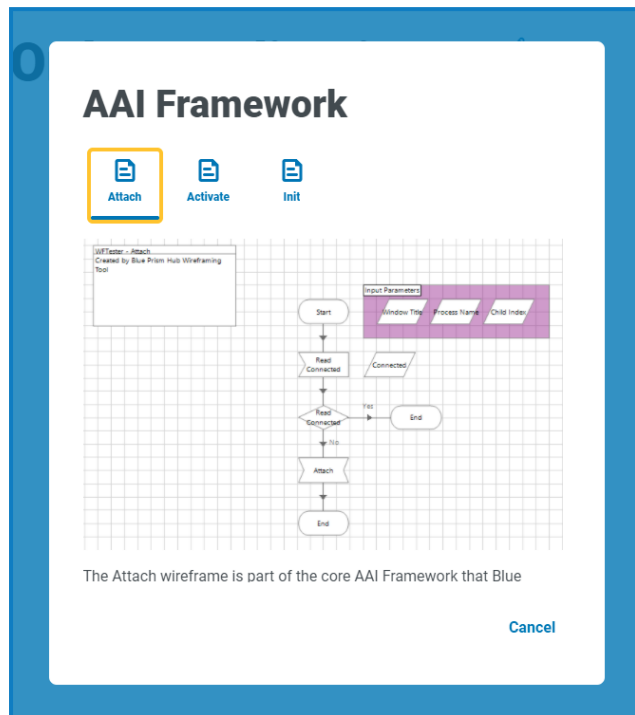 AAI Framework
Attach
Activate
Init
WFTester - Attach
Created by Blue Prism Hub Wireframing
Tool
Input Parameters
Window Title
Process Name
Child Index
Start
Read
Connected
Connected
Read
Connected
Yes
End
No
Attach
End
The Attach wireframe is part of the core AAI Framework that Blue
Cancel